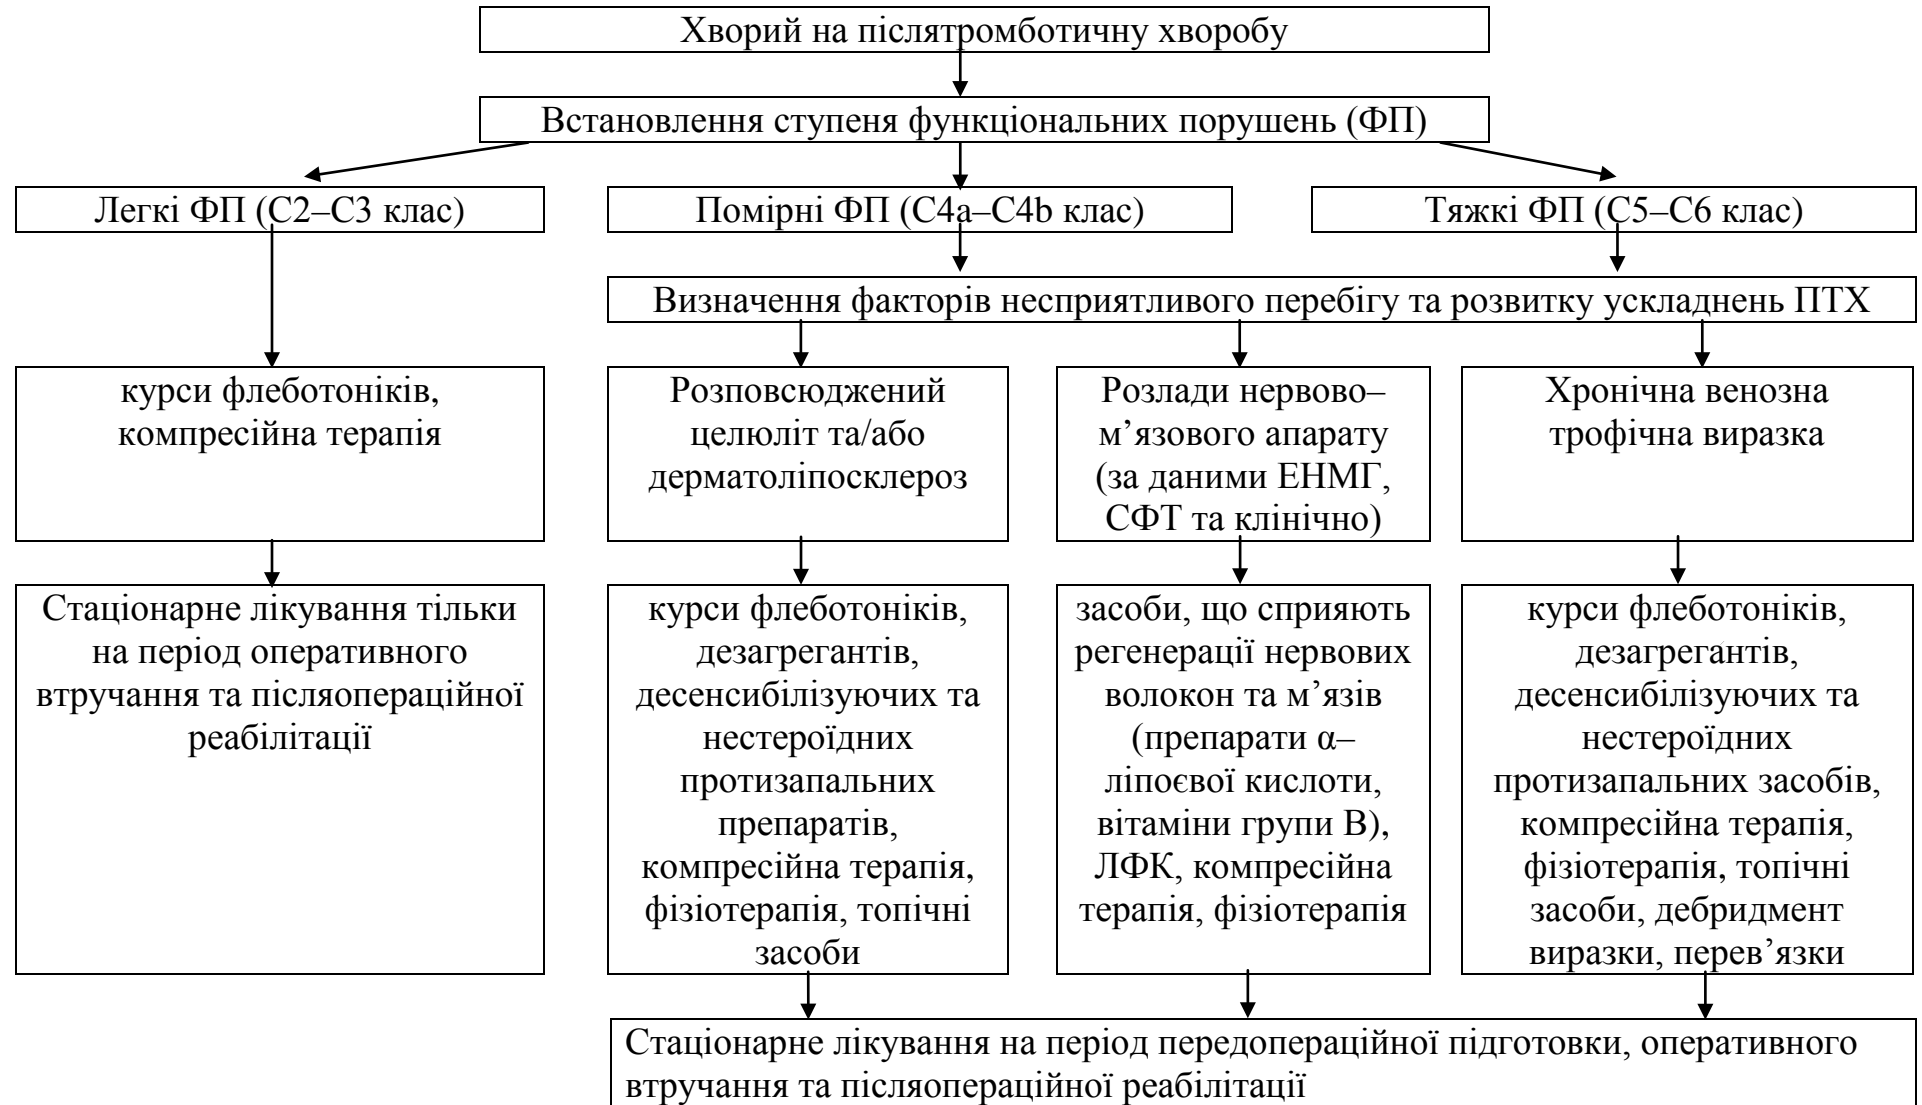 Хворий на післятромботичну хворобу
Встановлення ступеня функціональних порушень (ФП)
Легкі ФП (С2–С3 клас)
Помірні ФП (С4а–С4b клас)
Тяжкі ФП (С5–С6 клас)
Визначення факторів несприятливого перебігу та розвитку ускладнень ПТХ
курси флеботоніків,
компресійна терапія
Розповсюджений
целюліт та/або
дерматоліпосклероз
Розлади нервово–
м’язового апарату
(за даними ЕНМГ,
СФТ та клінічно)
Хронічна венозна
трофічна виразка
Стаціонарне лікування тільки
на період оперативного
втручання та післяопераційної
реабілітації
курси флеботоніків,
дезагрегантів,
десенсибілізуючих та
нестероїдних
протизапальних
препаратів,
компресійна терапія,
фізіотерапія, топічні
засоби
засоби, що сприяють
регенерації нервових
волокон та м’язів
(препарати α–
ліпоєвої кислоти,
вітаміни групи В),
ЛФК, компресійна
терапія, фізіотерапія
курси флеботоніків,
дезагрегантів,
десенсибілізуючих та
нестероїдних
протизапальних засобів,
компресійна терапія,
фізіотерапія, топічні
засоби, дебридмент
виразки, перев’язки
Стаціонарне лікування на період передопераційної підготовки, оперативного
втручання та післяопераційної реабілітації